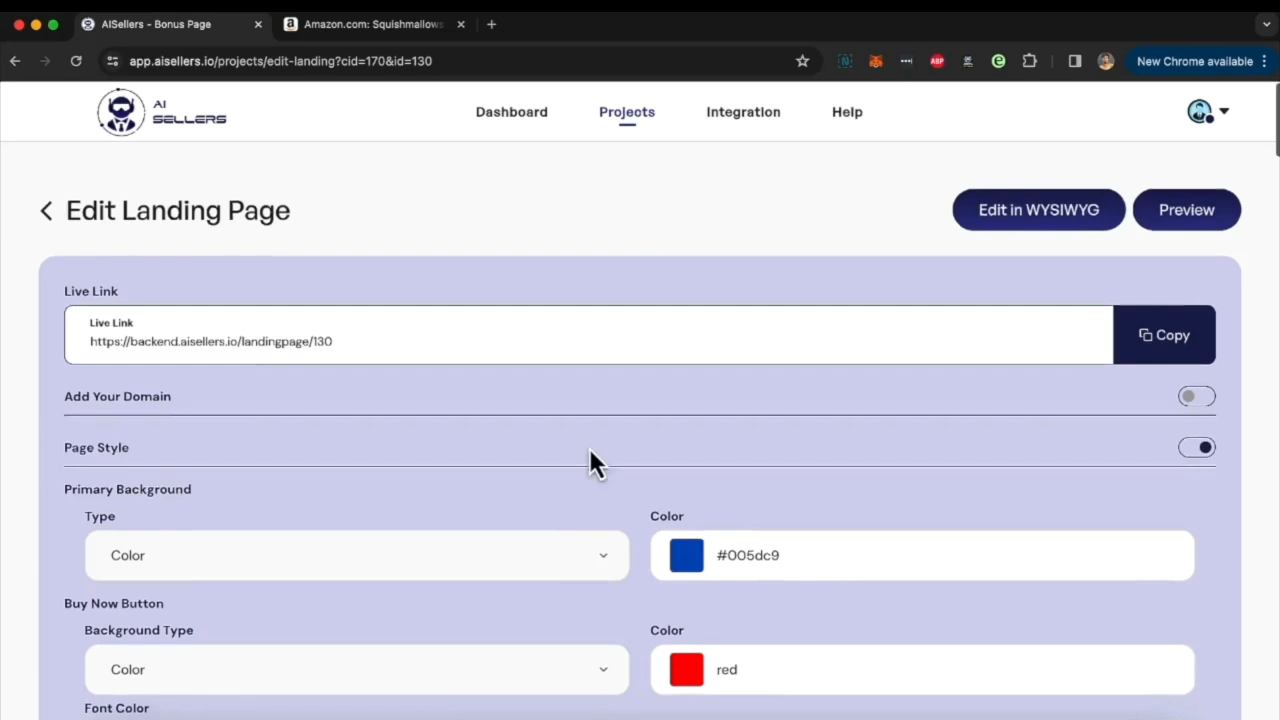 AISellers - Bonus Page
Amazon.com: Squishmallows
app.aisellers.io/projects/edit-landing?cid=170&id=130
ABP
New Chrome available
AI
SELLERS
Dashboard
Projects
Integration
Help
Edit Landing Page
Edit in WYSIWYG
Preview
Live Link
Live Link
https://backend.aisellers.io/landingpage/130
Copy
Add Your Domain
Page Style
Primary Background
Type
Color
Color
#005dc9
Buy Now Button
Background Type
Color
Color
red
Font Color